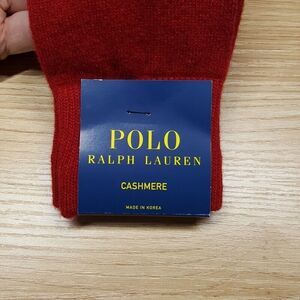 POLO
RALPH LAUREN
CASHMERE
MADE IN KOREA